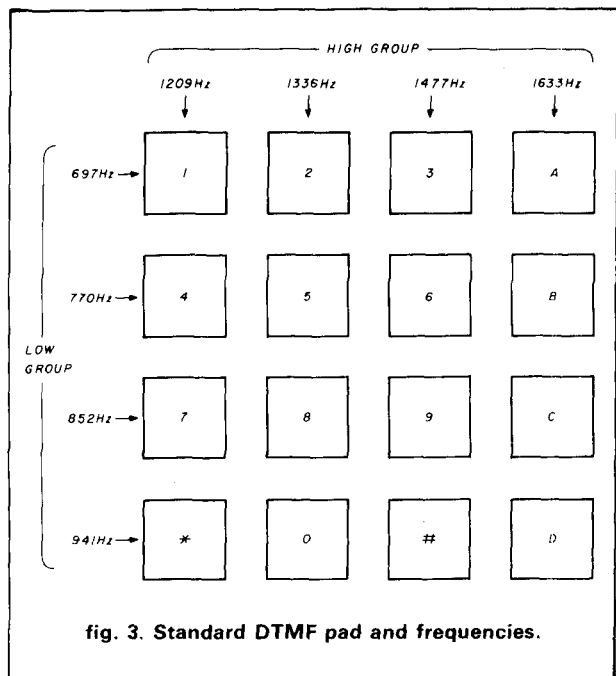 HIGH GROUP
1209Hz 1336Hz 1477Hz 1633Hz
697Hz 1 2 3 A
770Hz 4 5 6 B
LOW
GROUP
852Hz 7 8 9 C
941Hz * 0 # D
fig. 3. Standard DTMF pad and frequencies.